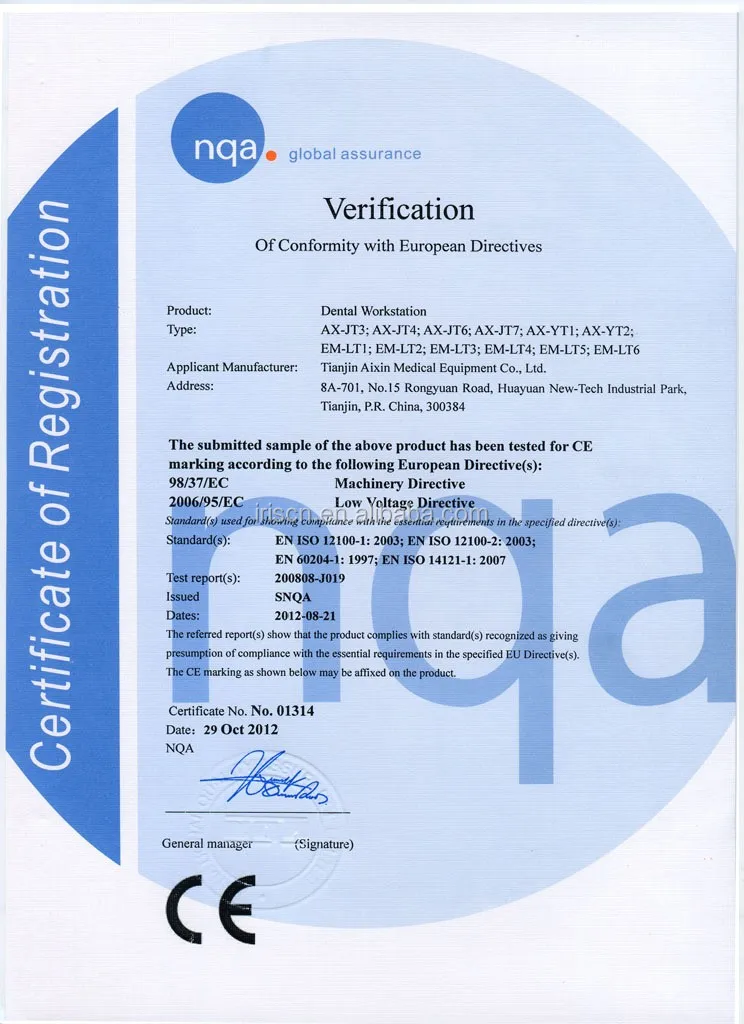 nqa.
global assurance
Verification
Of Conformity with European Directives
Certificate of Registration
Product: Dental Workstation
Type: AX-JT3; AX-JT4; AX-JT6; AX-JT7; AX-YT1; AX-YT2;
EM-LT1; EM-LT2; EM-LT3; EM-LT4; EM-LT5; EM-LT6
Applicant Manufacturer: Tianjin Aixin Medical Equipment Co., Ltd.
Address: 8A-701, No.15 Rongyuan Road, Huayuan New-Tech Industrial Park,
Tianjin, P.R. China, 300384
The submitted sample of the above product has been tested for CE
marking according to the following European Directive(s):
98/37/EC Machinery Directive
2006/95/EC Low Voltage Directive
iriscn.en.alibaba.com
Standard(s) used for showing compliance with the essential requirements in the specified directive(s):
Standard(s): EN ISO 12100-1: 2003; EN ISO 12100-2: 2003;
EN 60204-1: 1997; EN ISO 14121-1: 2007
Test report(s): 200808-J019
Issued SNQA
Dates: 2012-08-21
The referred report(s) show that the product complies with standard(s) recognized as giving
presumption of compliance with the essential requirements in the specified EU Directive(s).
The CE marking as shown below may be affixed on the product.
nqa
Certificate No. No. 01314
Date: 29 Oct 2012
NQA
General manager (Signature)
CE